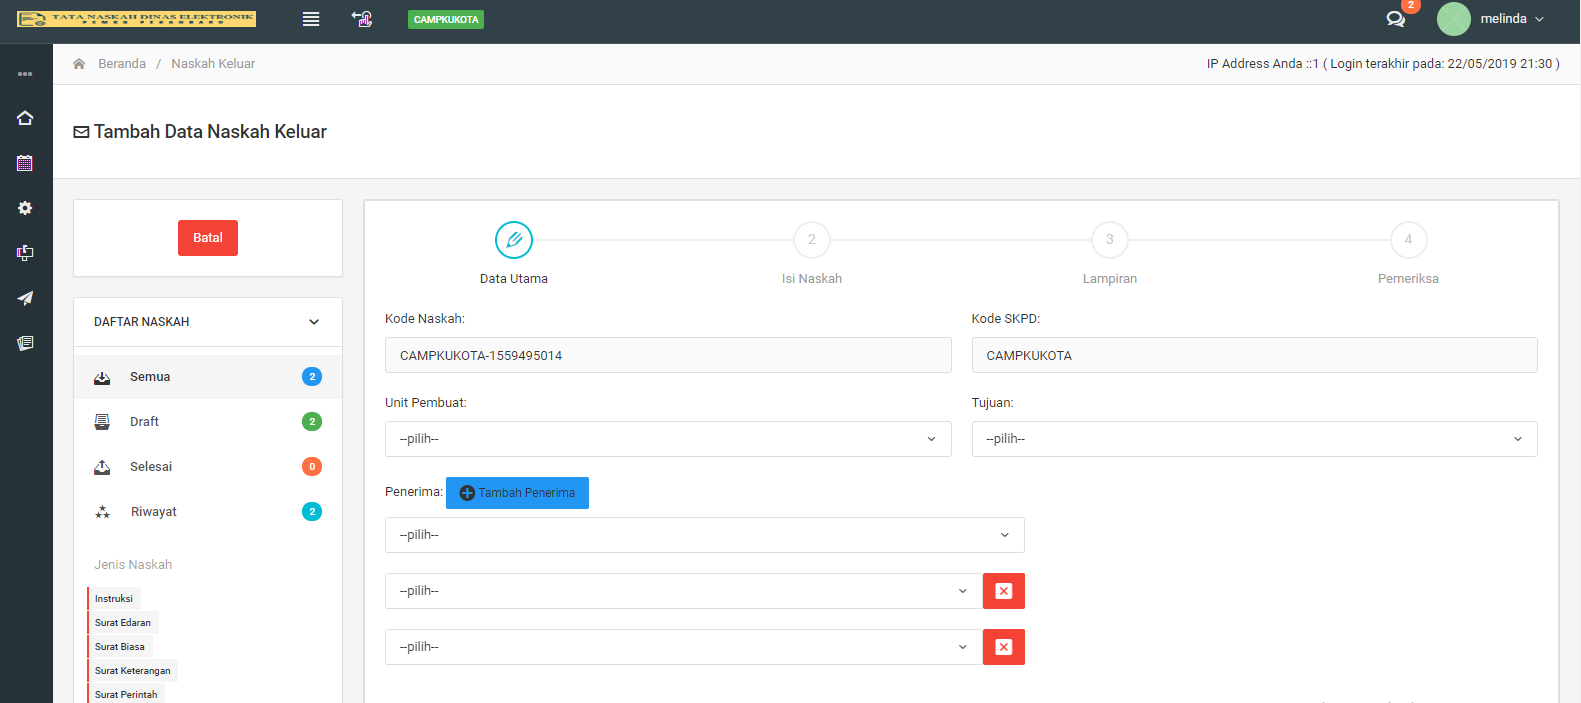 TATA NASKAH DINAS ELEKTRONIK
PEMKO PEKANBARU
CAMPKUKOTA
2
melinda
Beranda / Naskah Keluar
IP Address Anda ::1 ( Login terakhir pada: 22/05/2019 21:30 )
Tambah Data Naskah Keluar
Batal
DAFTAR NASKAH
Semua 2
Draft 2
Selesai 0
Riwayat 2
Jenis Naskah
Instruksi
Surat Edaran
Surat Biasa
Surat Keterangan
Surat Perintah
2 3 4
Data Utama Isi Naskah Lampiran Pemeriksa
Kode Naskah: Kode SKPD:
CAMPKUKOTA-1559495014 CAMPKUKOTA
Unit Pembuat: Tujuan:
--pilih-- --pilih--
Penerima: Tambah Penerima
--pilih--
--pilih--
--pilih--